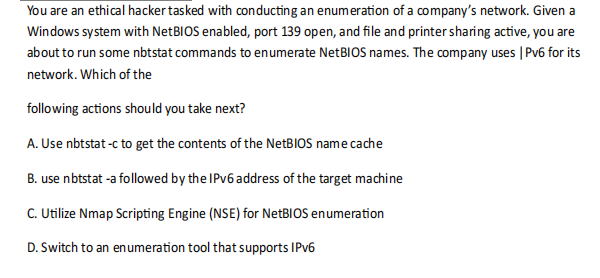 You are an ethical hacker tasked with conducting an enumeration of a company's network. Given a
Windows system with NetBIOS enabled, port 139 open, and file and printer sharing active, you are
about to run some nbtstat commands to enumerate NetBIOS names. The company uses |Pv6 for its
network. Which of the
following actions should you take next?
A. Use nbtstat -c to get the contents of the NetBIOS name cache
B. use nbtstat -a followed by the IPv6 address of the target machine
C. Utilize Nmap Scripting Engine (NSE) for NetBIOS enumeration
D. Switch to an enumeration tool that supports IPv6